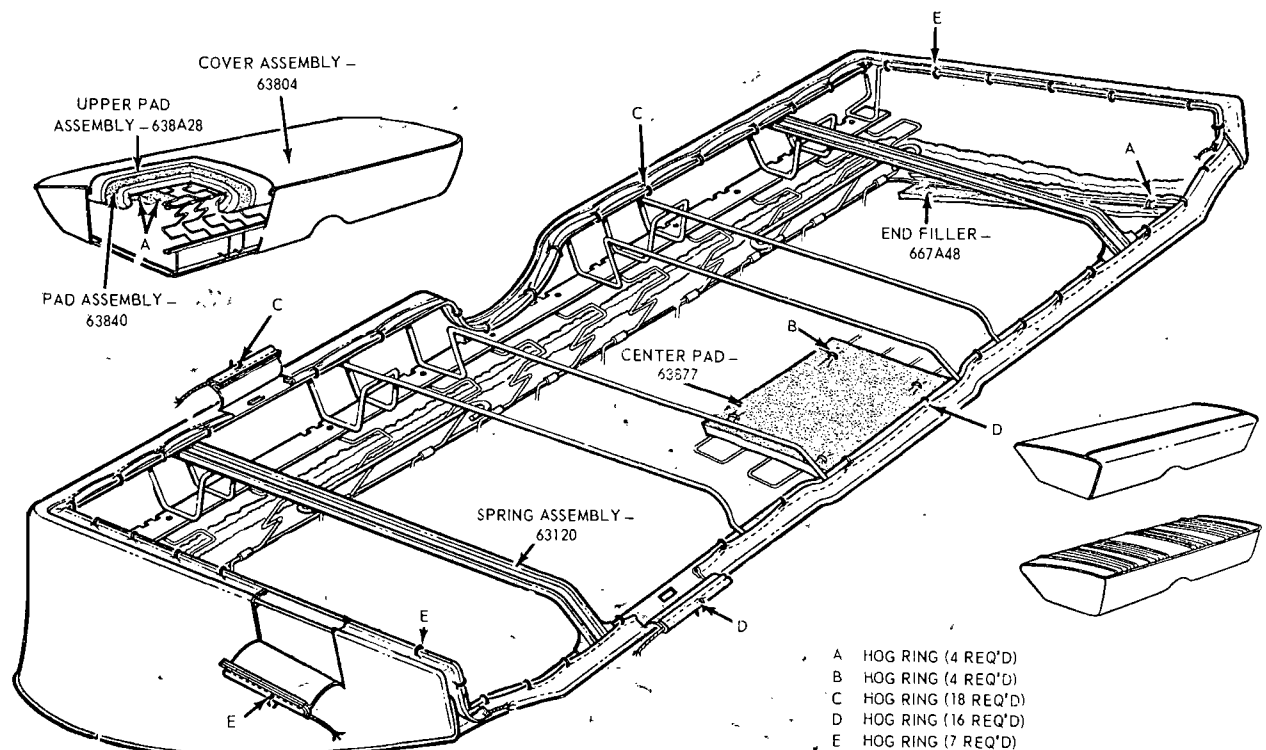 E
COVER ASSEMBLY –
63804
UPPER PAD
ASSEMBLY –638A28
C
A
A
END FILLER –
667A48
PAD ASSEMBLY –
63840
C
B
CENTER PAD –
63877
D
SPRING ASSEMBLY –
63120
E
D
E
A HOG RING (4 REQ'D)
B HOG RING (4 REQ'D)
C HOG RING (18 REQ'D)
D HOG RING (16 REQ'D)
E HOG RING (7 REQ'D)